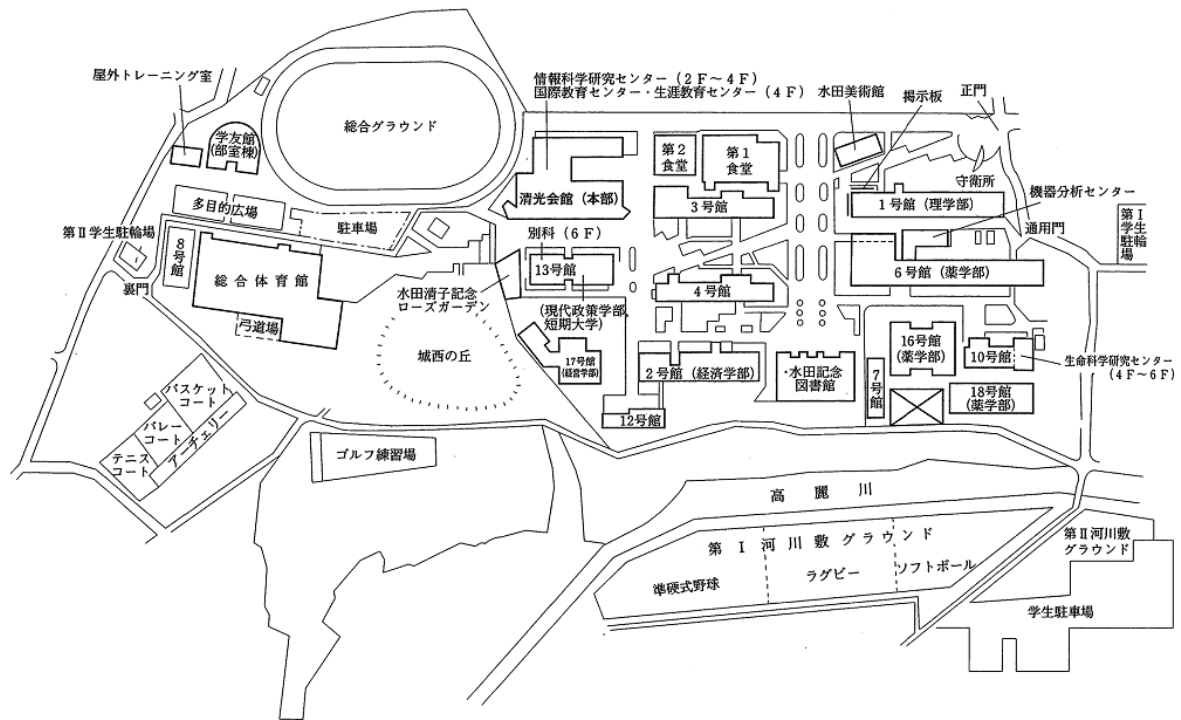 屋外トレーニング室
学友館
(部室棟)
総合グラウンド
情報科学研究センター(2F~4F)
国際教育センター・生涯教育センター(4F)
水田美術館
掲示板
正門
第2
食堂
第1
食堂
守衛所
機器分析センター
清光会館(本部)
3号館
1号館(理学部)
通用門
第Ⅰ学生
駐輪場
多目的広場
駐車場
第Ⅱ学生駐輪場
8号館
総合体育館
裏門
弓道場
別科(6F)
13号館
水田清子記念
ローズガーデン
(現代政策学部,
短期大学)
4号館
6号館(薬学部)
城西の丘
17号館
(経営学部)
2号館(経済学部)
・水田記念
図書館
16号館
(薬学部)
10号館
生命科学研究センター
(4F~6F)
7号館
18号館
(薬学部)
12号館
バスケット
コート
バレー
コート
テニス
コート
アーチェリー
ゴルフ練習場
高麗川
第Ⅰ河川敷グラウンド
準硬式野球
ラグビー
ソフトボール
第Ⅱ河川敷
グラウンド
学生駐車場